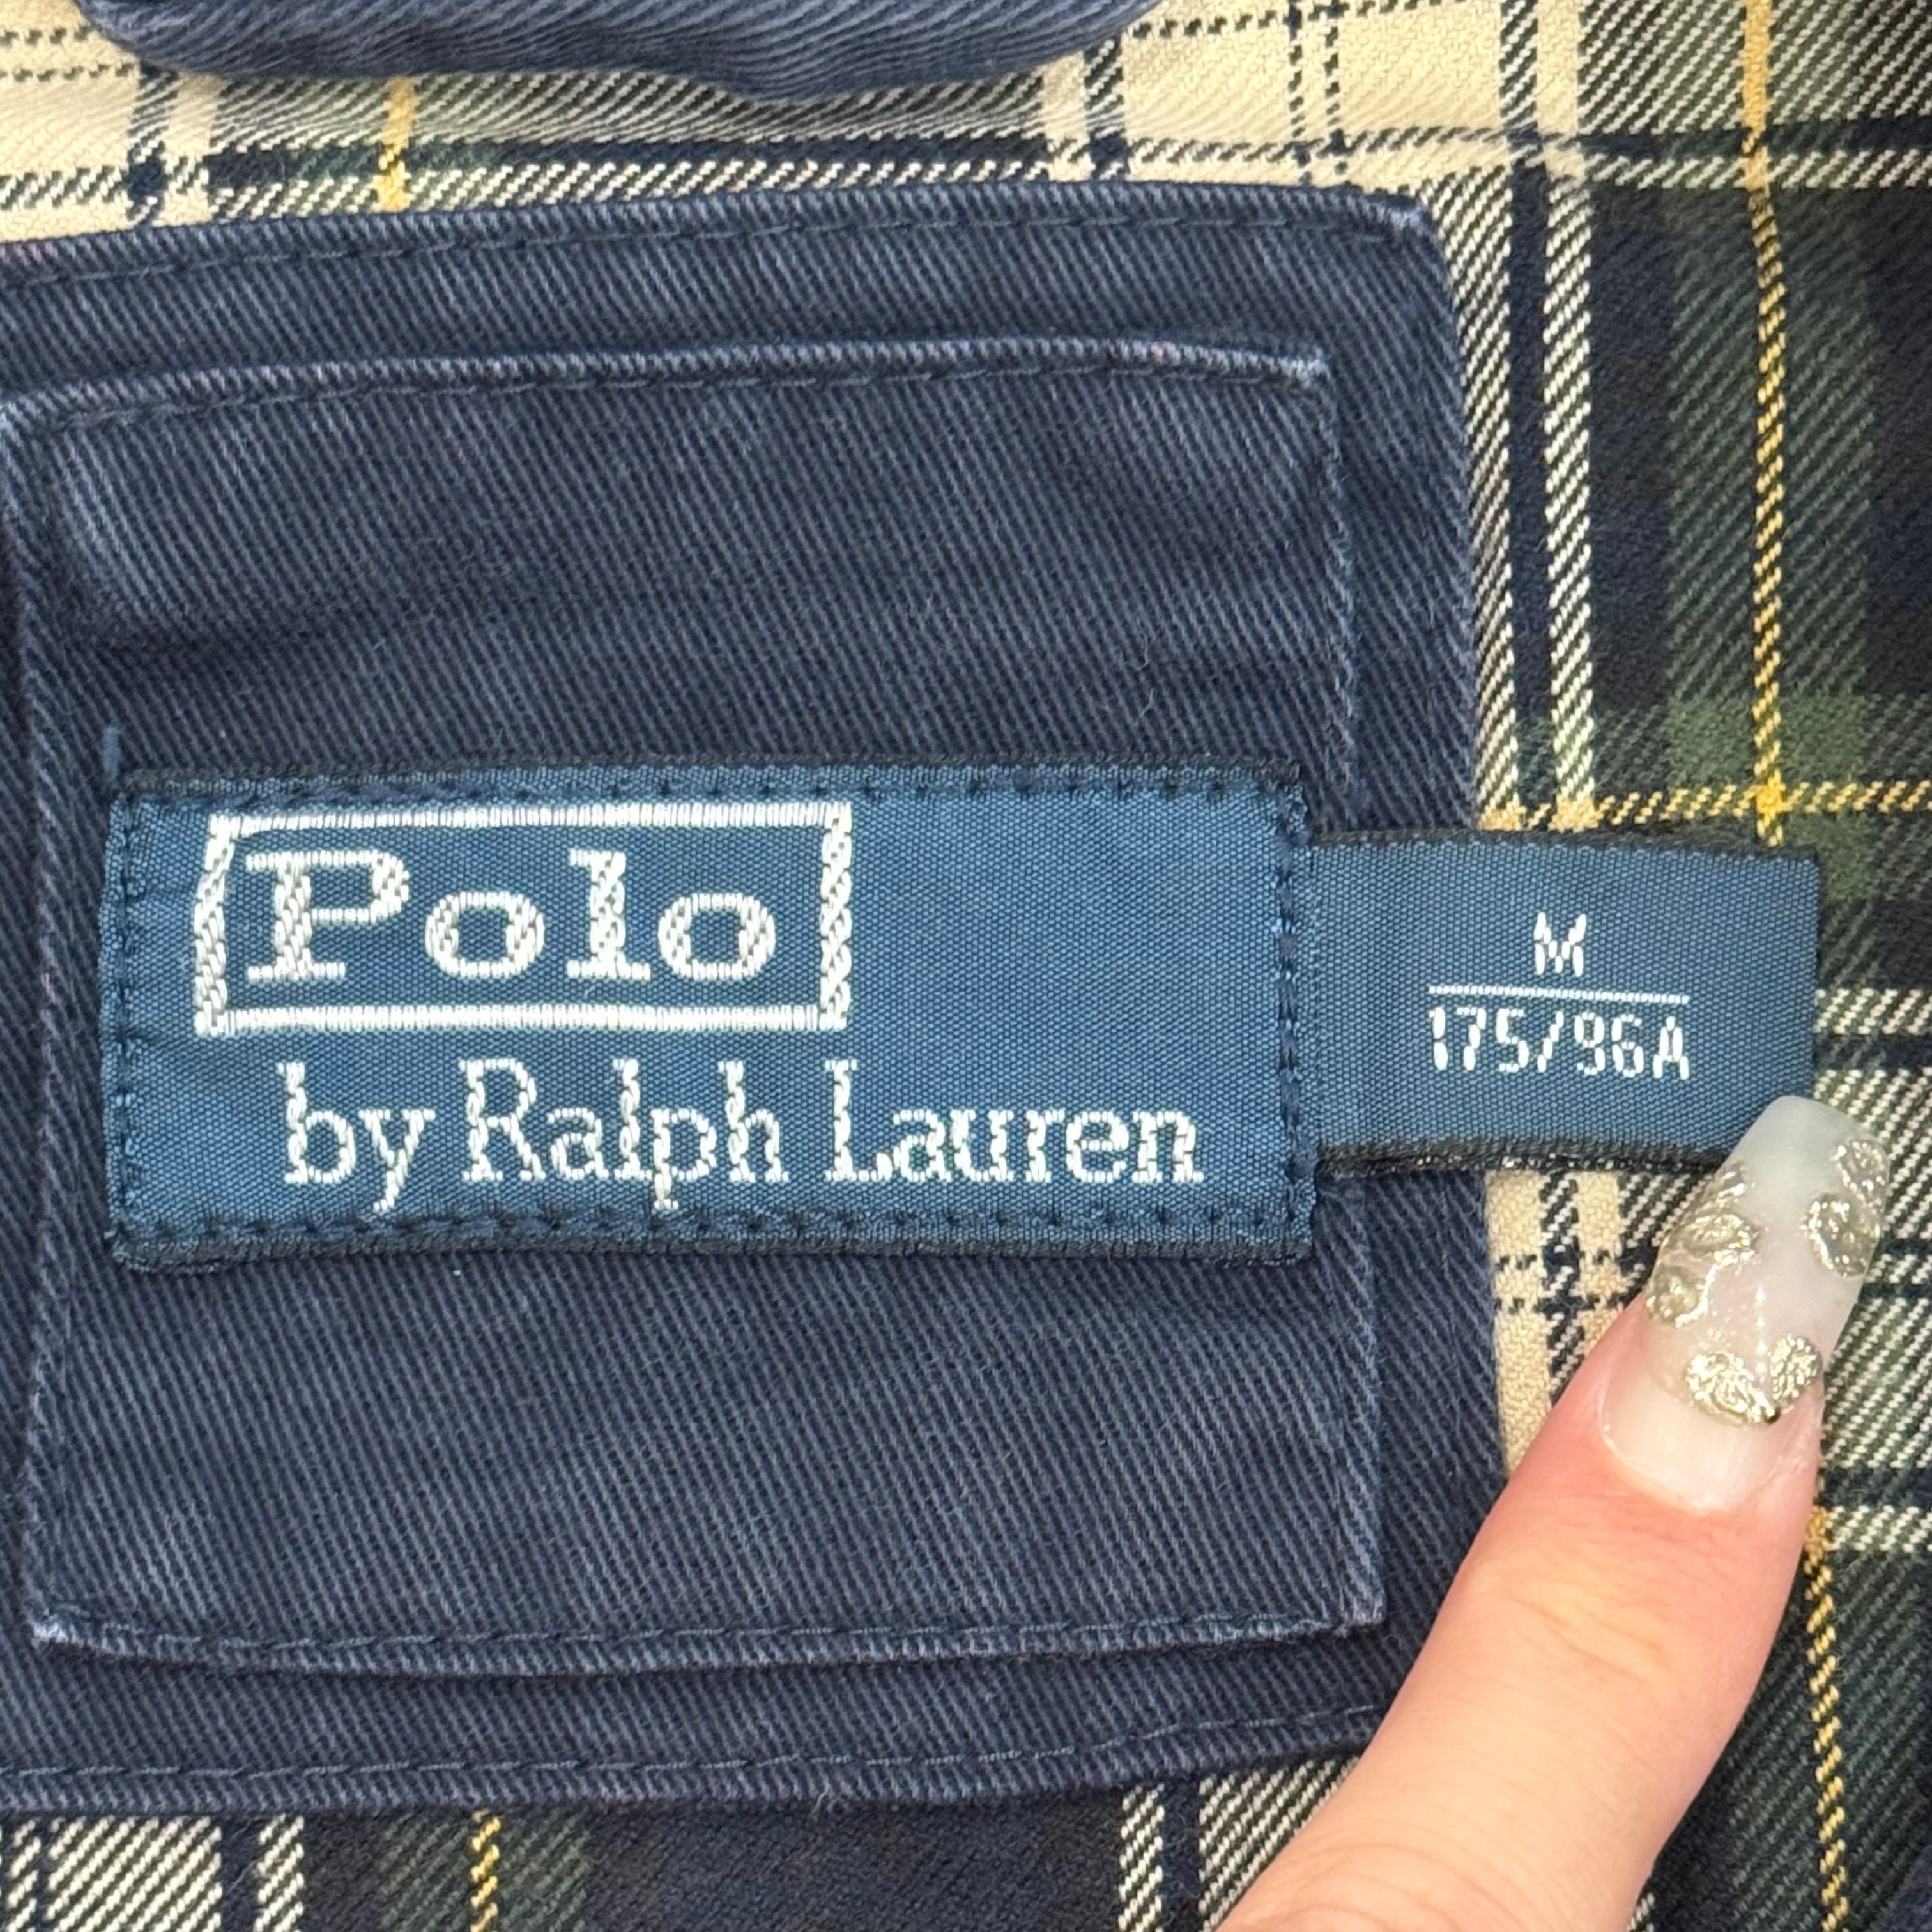 Polo
by Ralph Lauren
M
175/96A